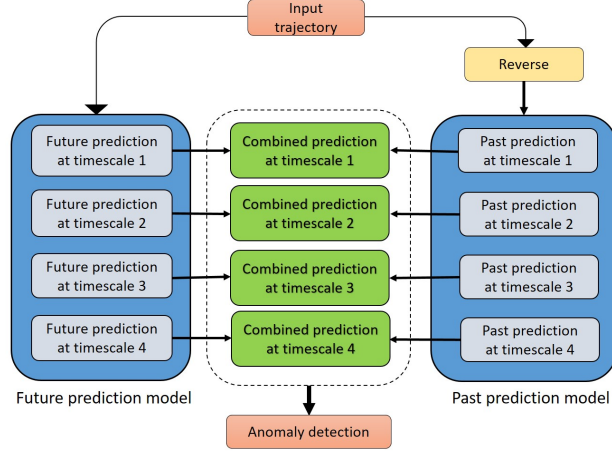 Input
trajectory
Reverse
Future prediction
at timescale 1
Combined prediction
at timescale 1
Past prediction
at timescale 1
Future prediction
at timescale 2
Combined prediction
at timescale 2
Past prediction
at timescale 2
Future prediction
at timescale 3
Combined prediction
at timescale 3
Past prediction
at timescale 3
Future prediction
at timescale 4
Combined prediction
at timescale 4
Past prediction
at timescale 4
Future prediction model
Past prediction model
Anomaly detection